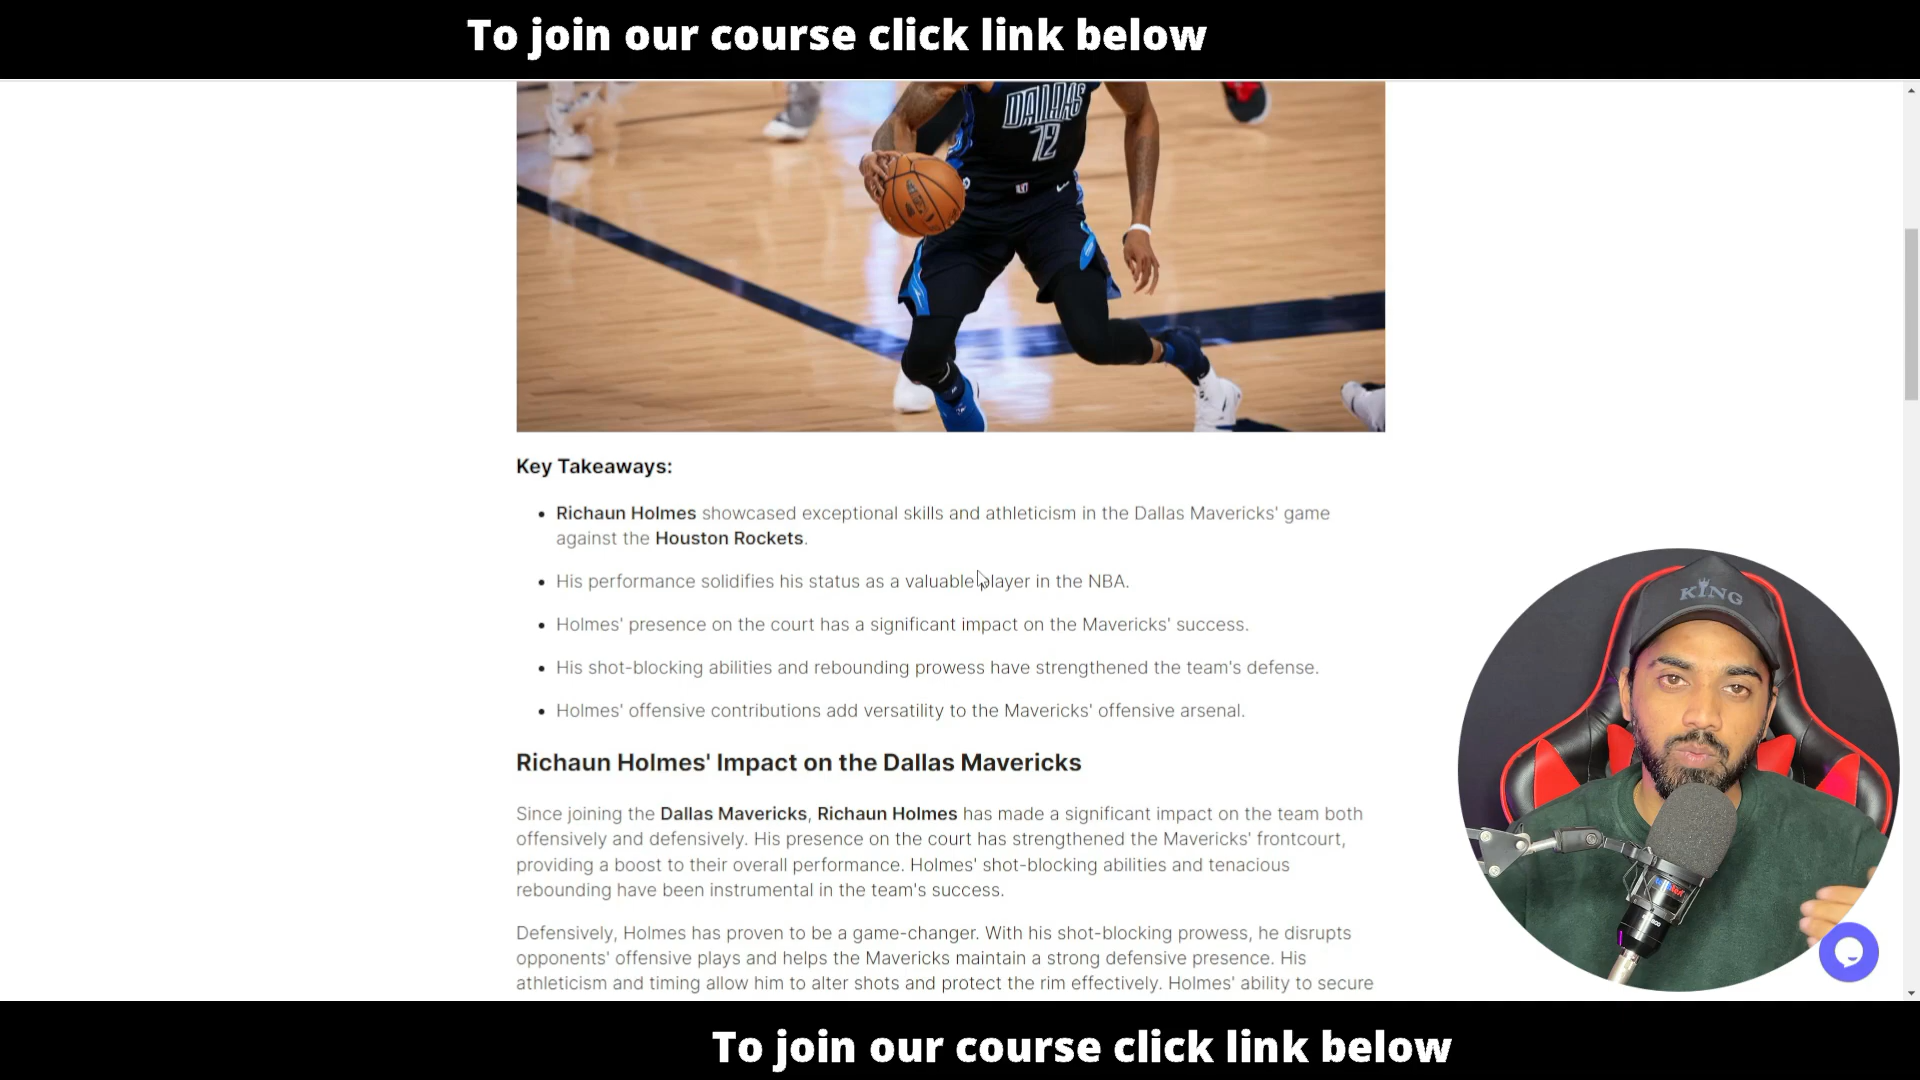 To join our course click link below
DALLAS
12
Key Takeaways:
• Richaun Holmes showcased exceptional skills and athleticism in the Dallas Mavericks' game
against the Houston Rockets.
• His performance solidifies his status as a valuable player in the NBA.
• Holmes' presence on the court has a significant impact on the Mavericks' success.
• His shot-blocking abilities and rebounding prowess have strengthened the team's defense.
• Holmes' offensive contributions add versatility to the Mavericks' offensive arsenal.
Richaun Holmes' Impact on the Dallas Mavericks
Since joining the Dallas Mavericks, Richaun Holmes has made a significant impact on the team both
offensively and defensively. His presence on the court has strengthened the Mavericks' frontcourt,
providing a boost to their overall performance. Holmes' shot-blocking abilities and tenacious
rebounding have been instrumental in the team's success.
Defensively, Holmes has proven to be a game-changer. With his shot-blocking prowess, he disrupts
opponents' offensive plays and helps the Mavericks maintain a strong defensive presence. His
athleticism and timing allow him to alter shots and protect the rim effectively. Holmes' ability to secure
KING
To join our course click link below